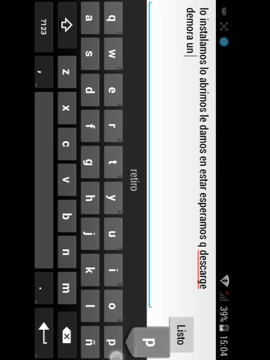 39% 15:04
lo instalamos lo abrimos le damos en estar esperamos q descarge
demora un
Listo
retiro
q w e r t y u i o p
p
a s d f g h j k l ñ
z x c v b n m
?123 , .